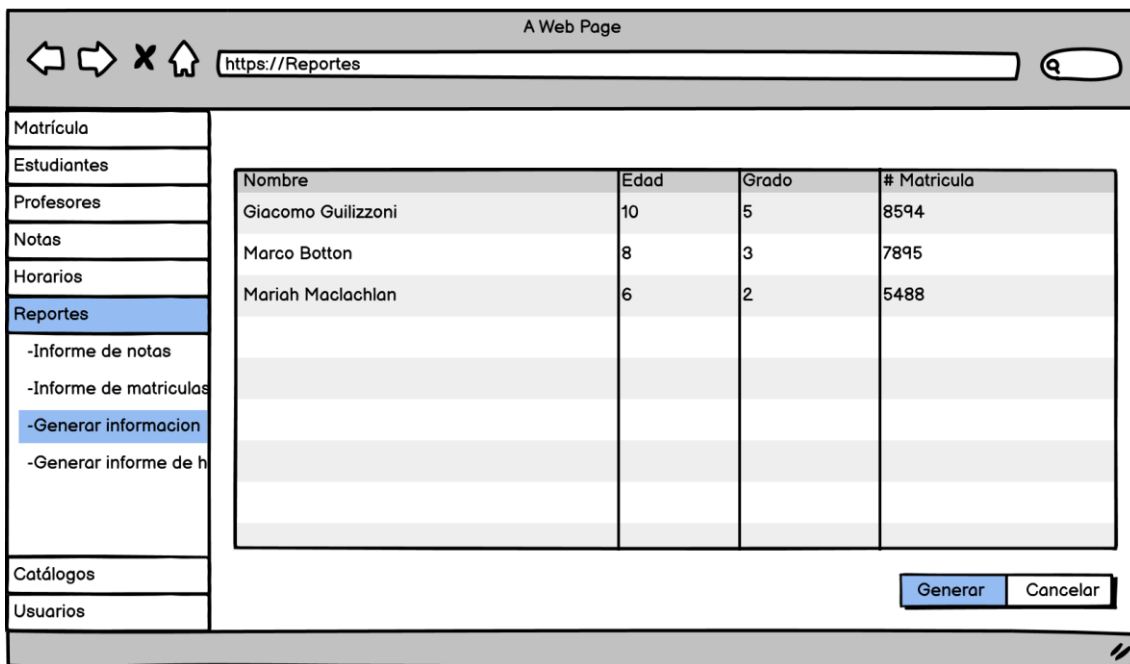 A Web Page
https://Reportes
Matrícula
Estudiantes
Profesores
Notas
Horarios
Reportes
-Informe de notas
-Informe de matriculas
-Generar informacion
-Generar informe de h
Catálogos
Usuarios
Nombre Edad Grado # Matricula
Giacomo Guilizzoni 10 5 8594
Marco Botton 8 3 7895
Mariah Maclachlan 6 2 5488
Generar Cancelar